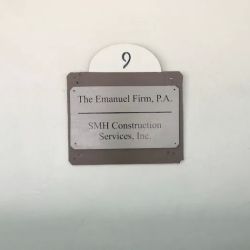 9
The Emanuel Firm, P.A.
SMH Construction
Services, Inc.